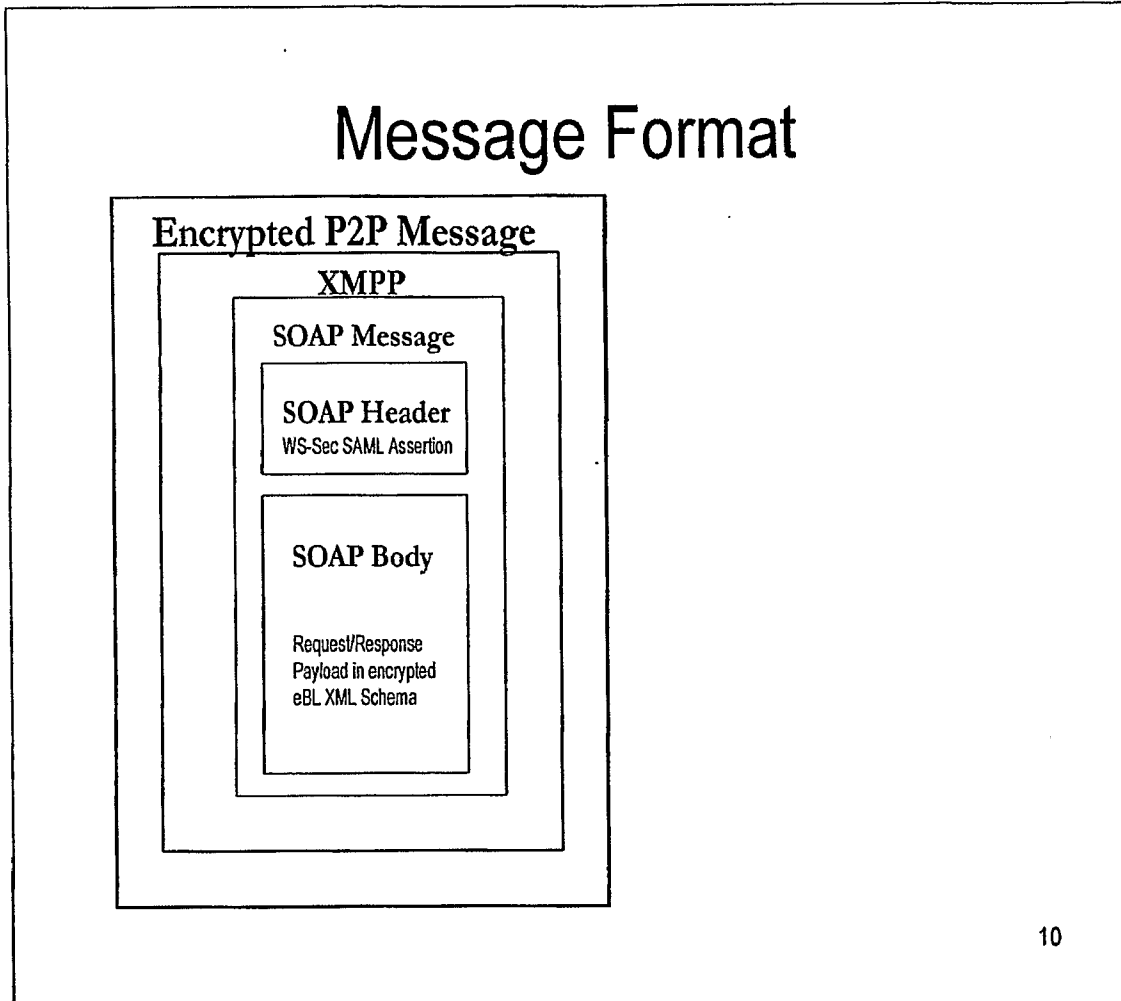 Message Format
Encrypted P2P Message
XMPP
SOAP Message
SOAP Header
WS-Sec SAML Assertion
SOAP Body
Request/Response
Payload in encrypted
eBL XML Schema
10